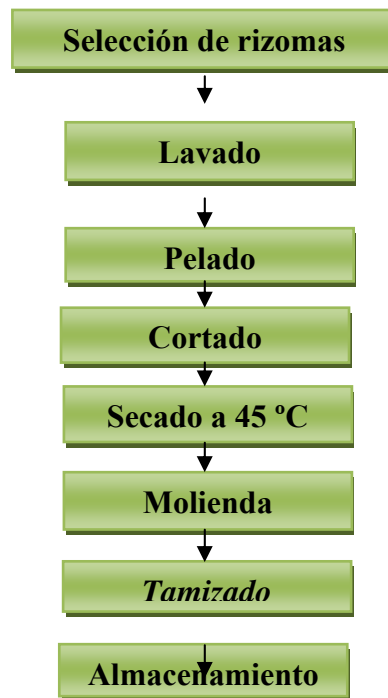 Selección de rizomas
Lavado
Pelado
Cortado
Secado a 45 ºC
Molienda
Tamizado
Almacenamiento